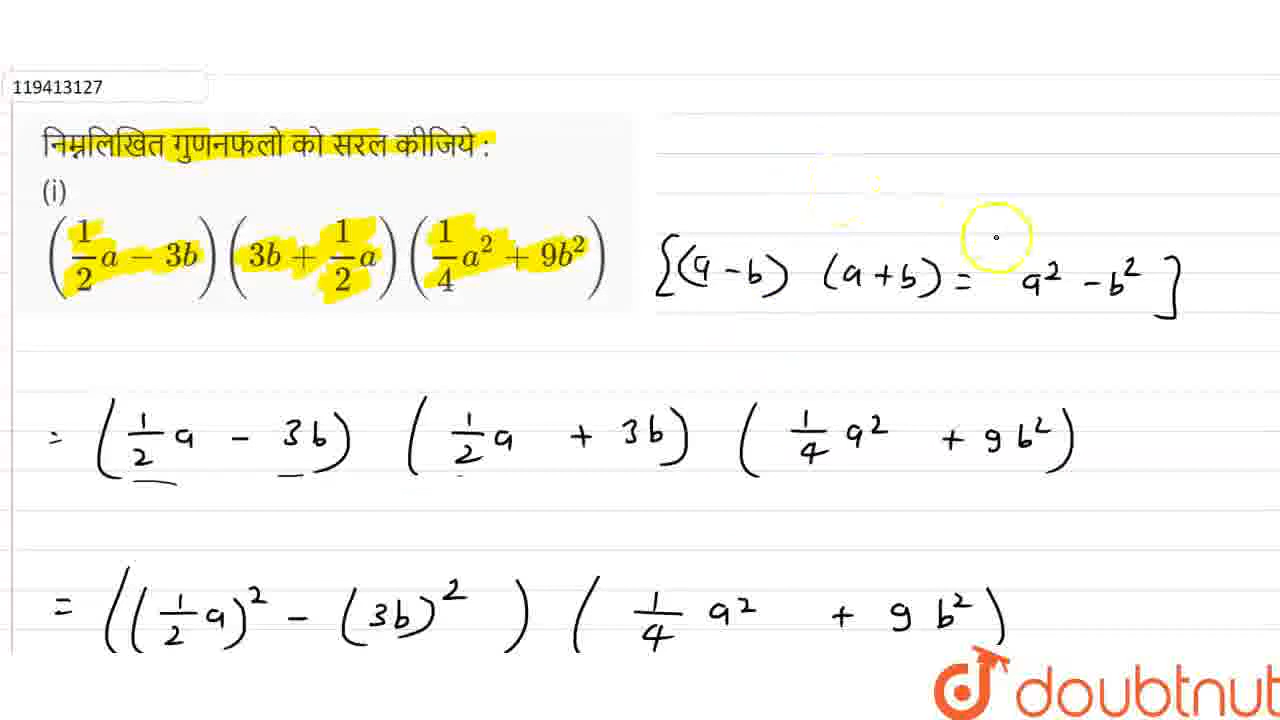 119413127
निम्नलिखित गुणनफलो को सरल कीजिये :
(i)
(1/2 a − 3b) (3b + 1/2 a) (1/4 a² + 9b²)
{(a − b) (a + b) = a² − b²]
= (1/2 a − 3b) (1/2 a + 3b) (1/4 a² + 9b²)
= ((1/2 a)² − (3b)²) (1/4 a² + 9b²)
doubtnut